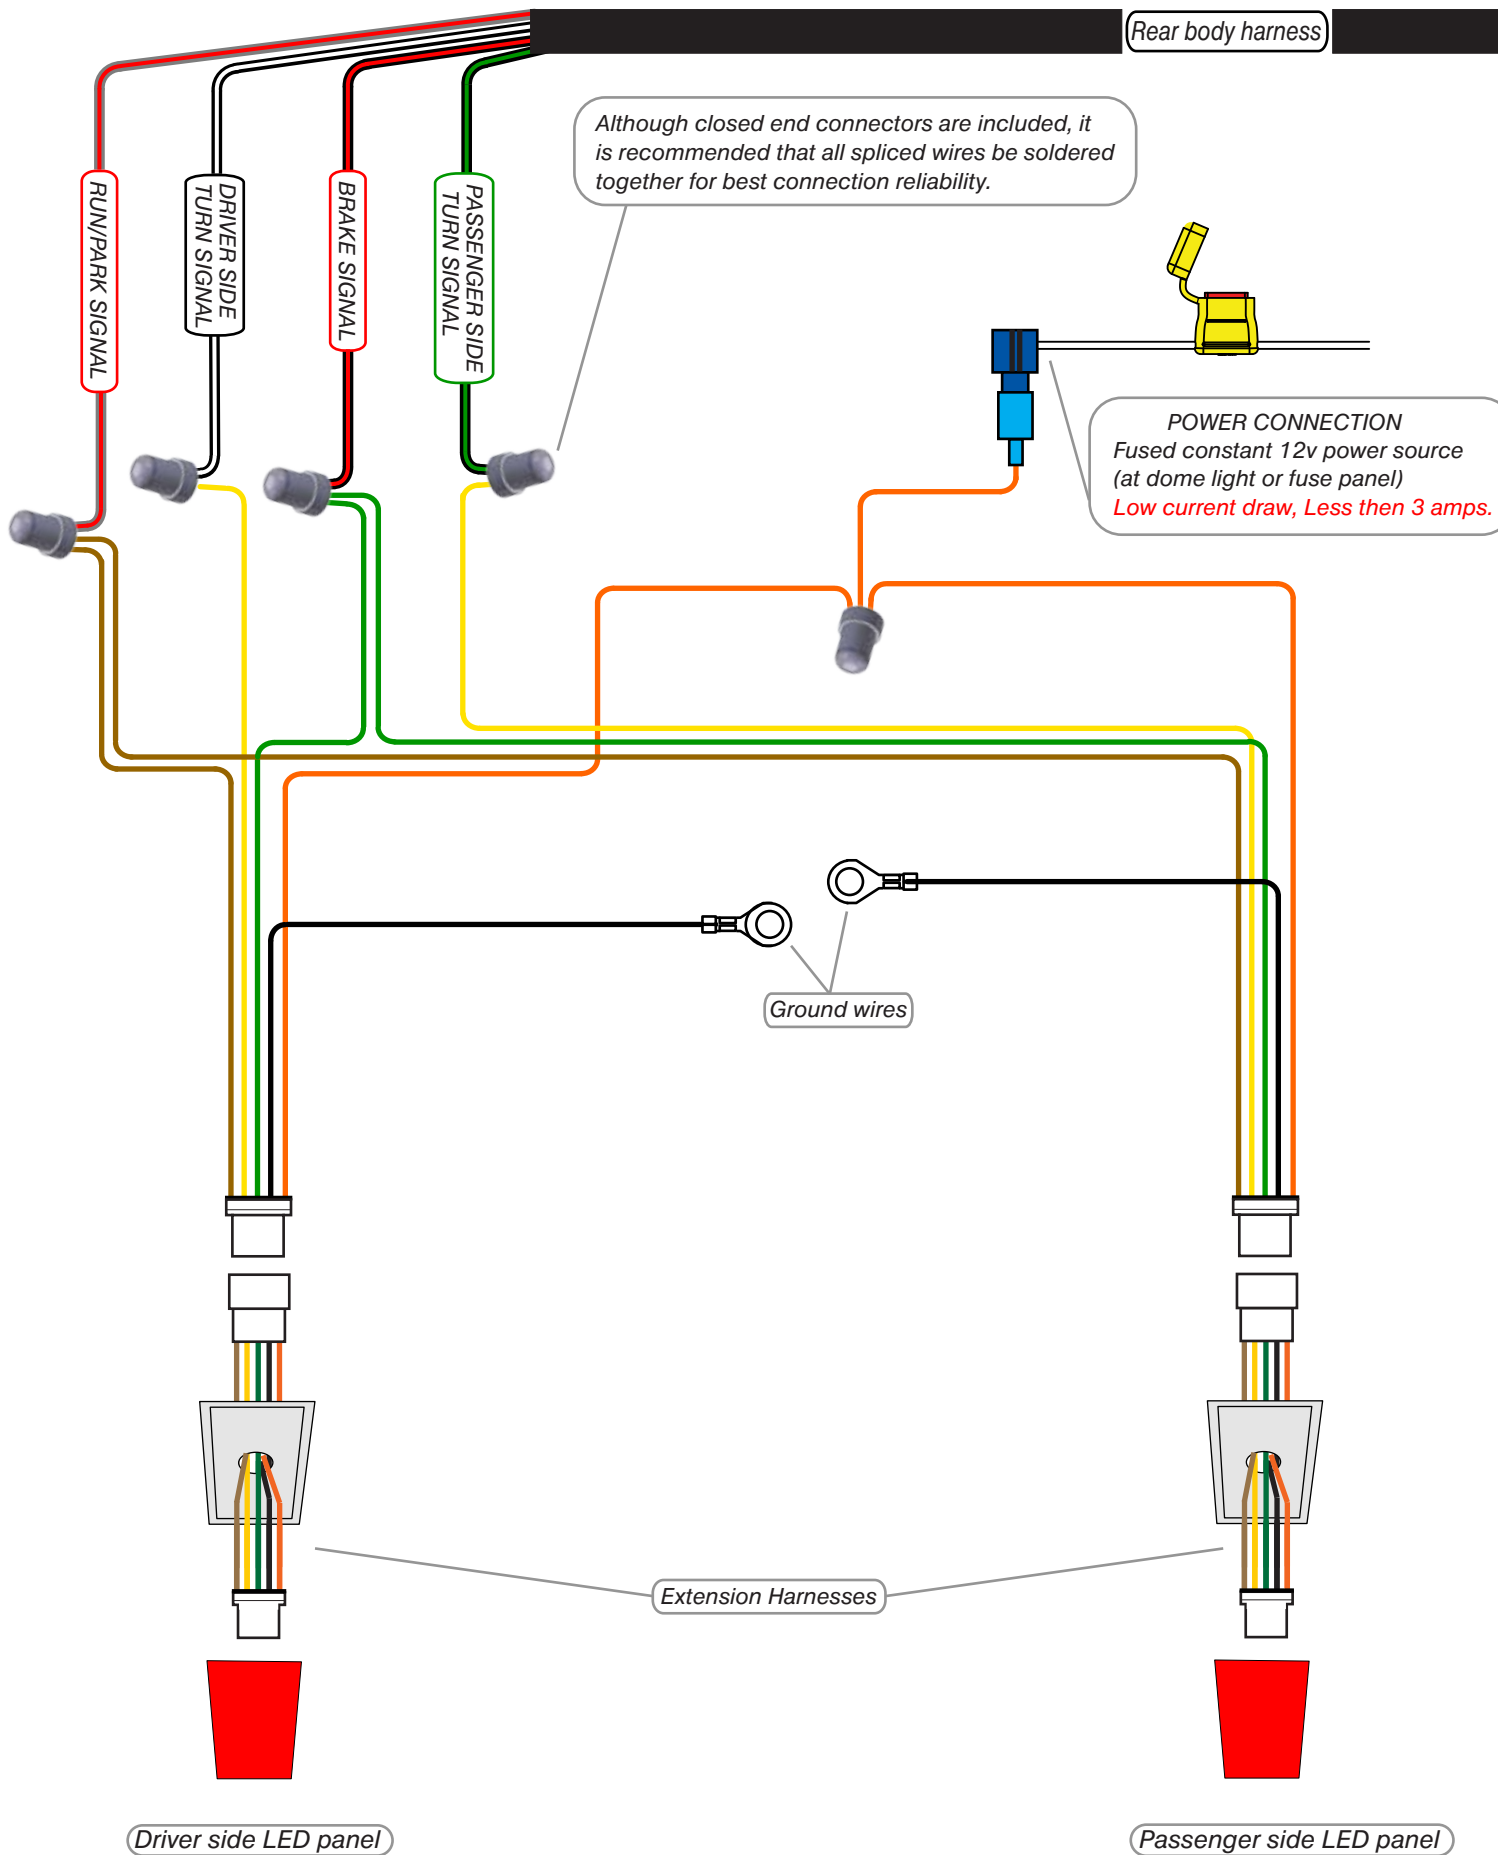 Rear body harness
Although closed end connectors are included, it
is recommended that all spliced wires be soldered
together for best connection reliability.
RUN/PARK SIGNAL
DRIVER SIDE
TURN SIGNAL
BRAKE SIGNAL
PASSENGER SIDE
TURN SIGNAL
POWER CONNECTION
Fused constant 12v power source
(at dome light or fuse panel)
Low current draw, Less then 3 amps.
Ground wires
Extension Harnesses
Driver side LED panel
Passenger side LED panel